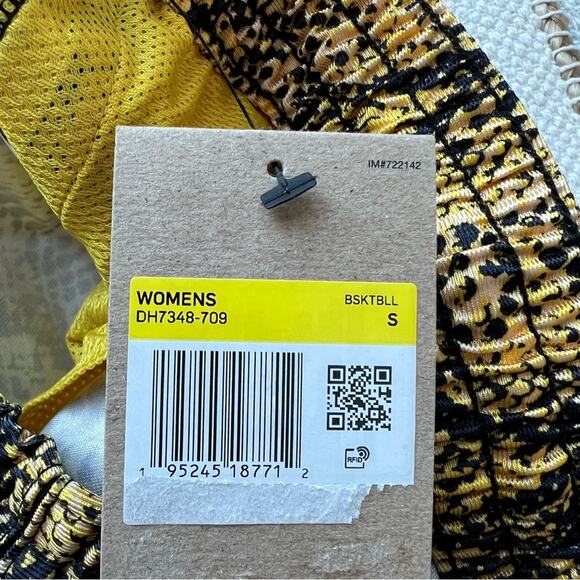 IM#722142
WOMENS BSKTBLL
DH7348-709 S
RFID
1 95245 18771 2